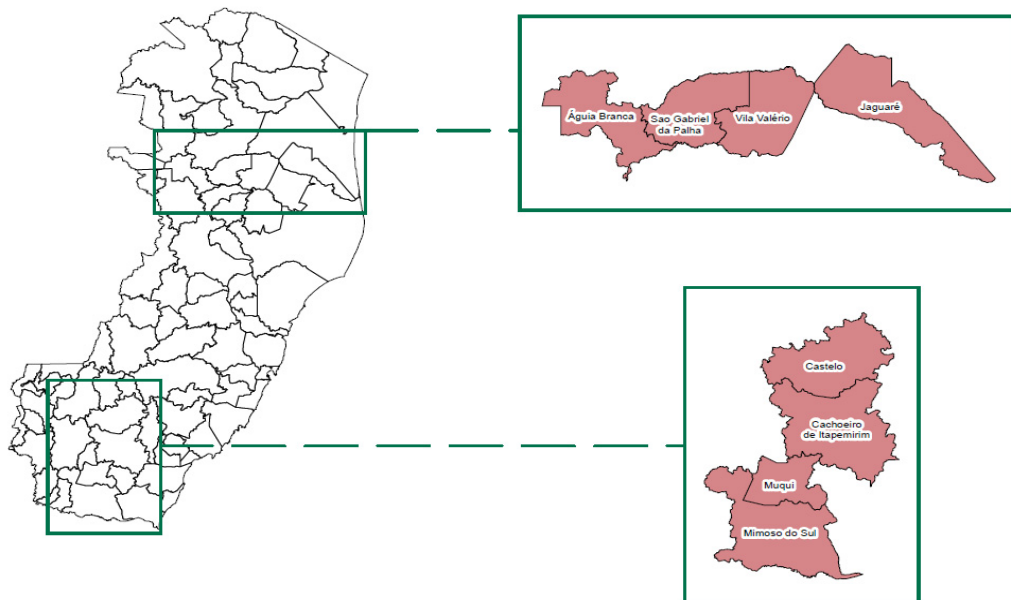 Águia Branca
Sao Gabriel
da Palha
Vila Valério
Jaguaré
Castelo
Cachoeiro
de Itapemirim
Muqui
Mimoso do Sul